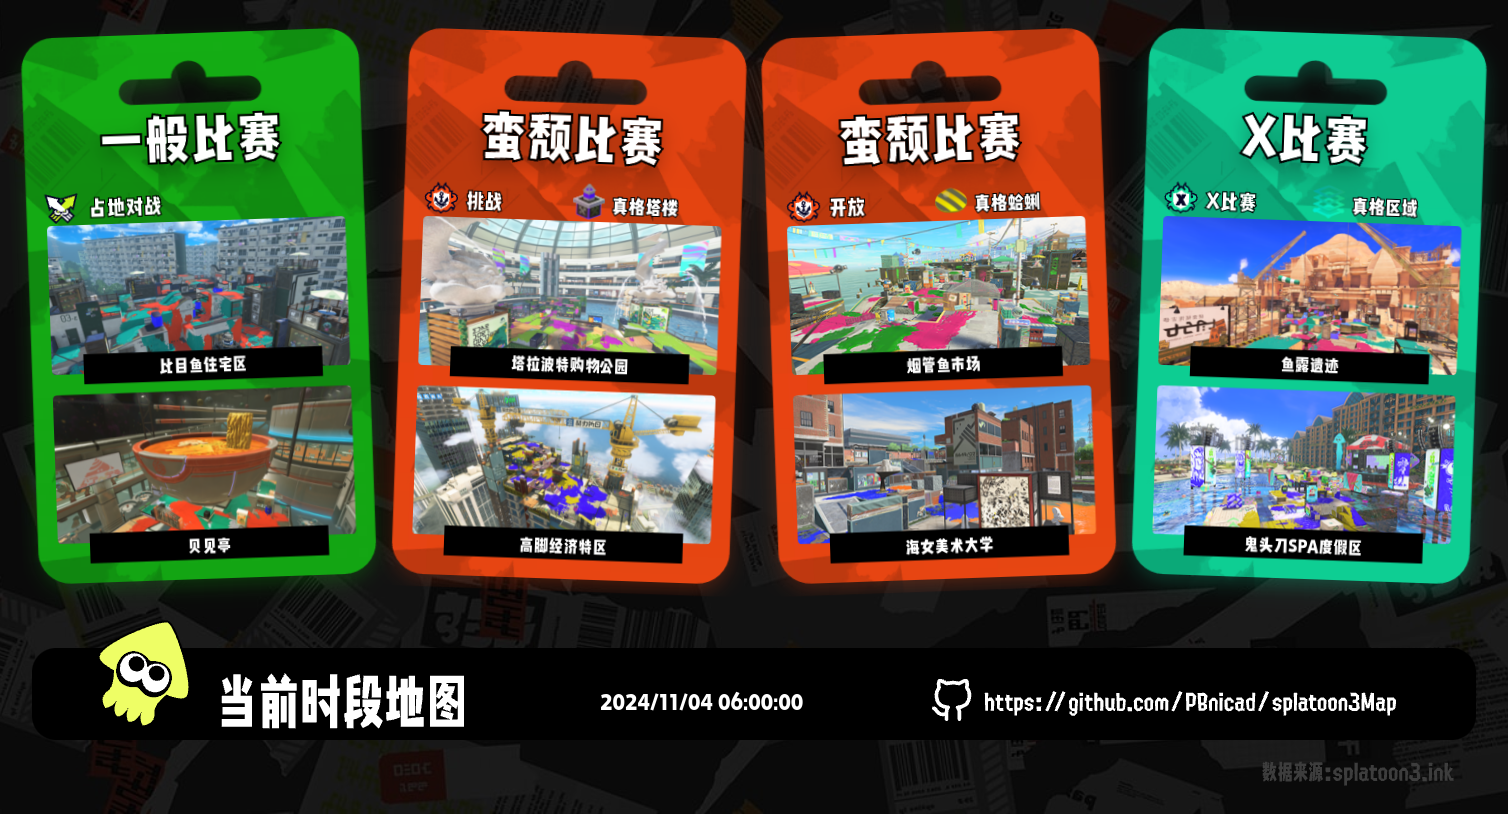 一般比赛
占地对战
比目鱼住宅区
贝见亭
蛮颓比赛
挑战
真格塔楼
塔拉波特购物公园
高脚经济特区
蛮颓比赛
开放
真格蛤蜊
烟管鱼市场
海女美术大学
X比赛
X比赛
真格区域
鱼露遗迹
鬼头刀SPA度假区
当前时段地图
2024/11/04 06:00:00
https://github.com/PBnicad/splatoon3Map
数据来源:splatoon3.ink